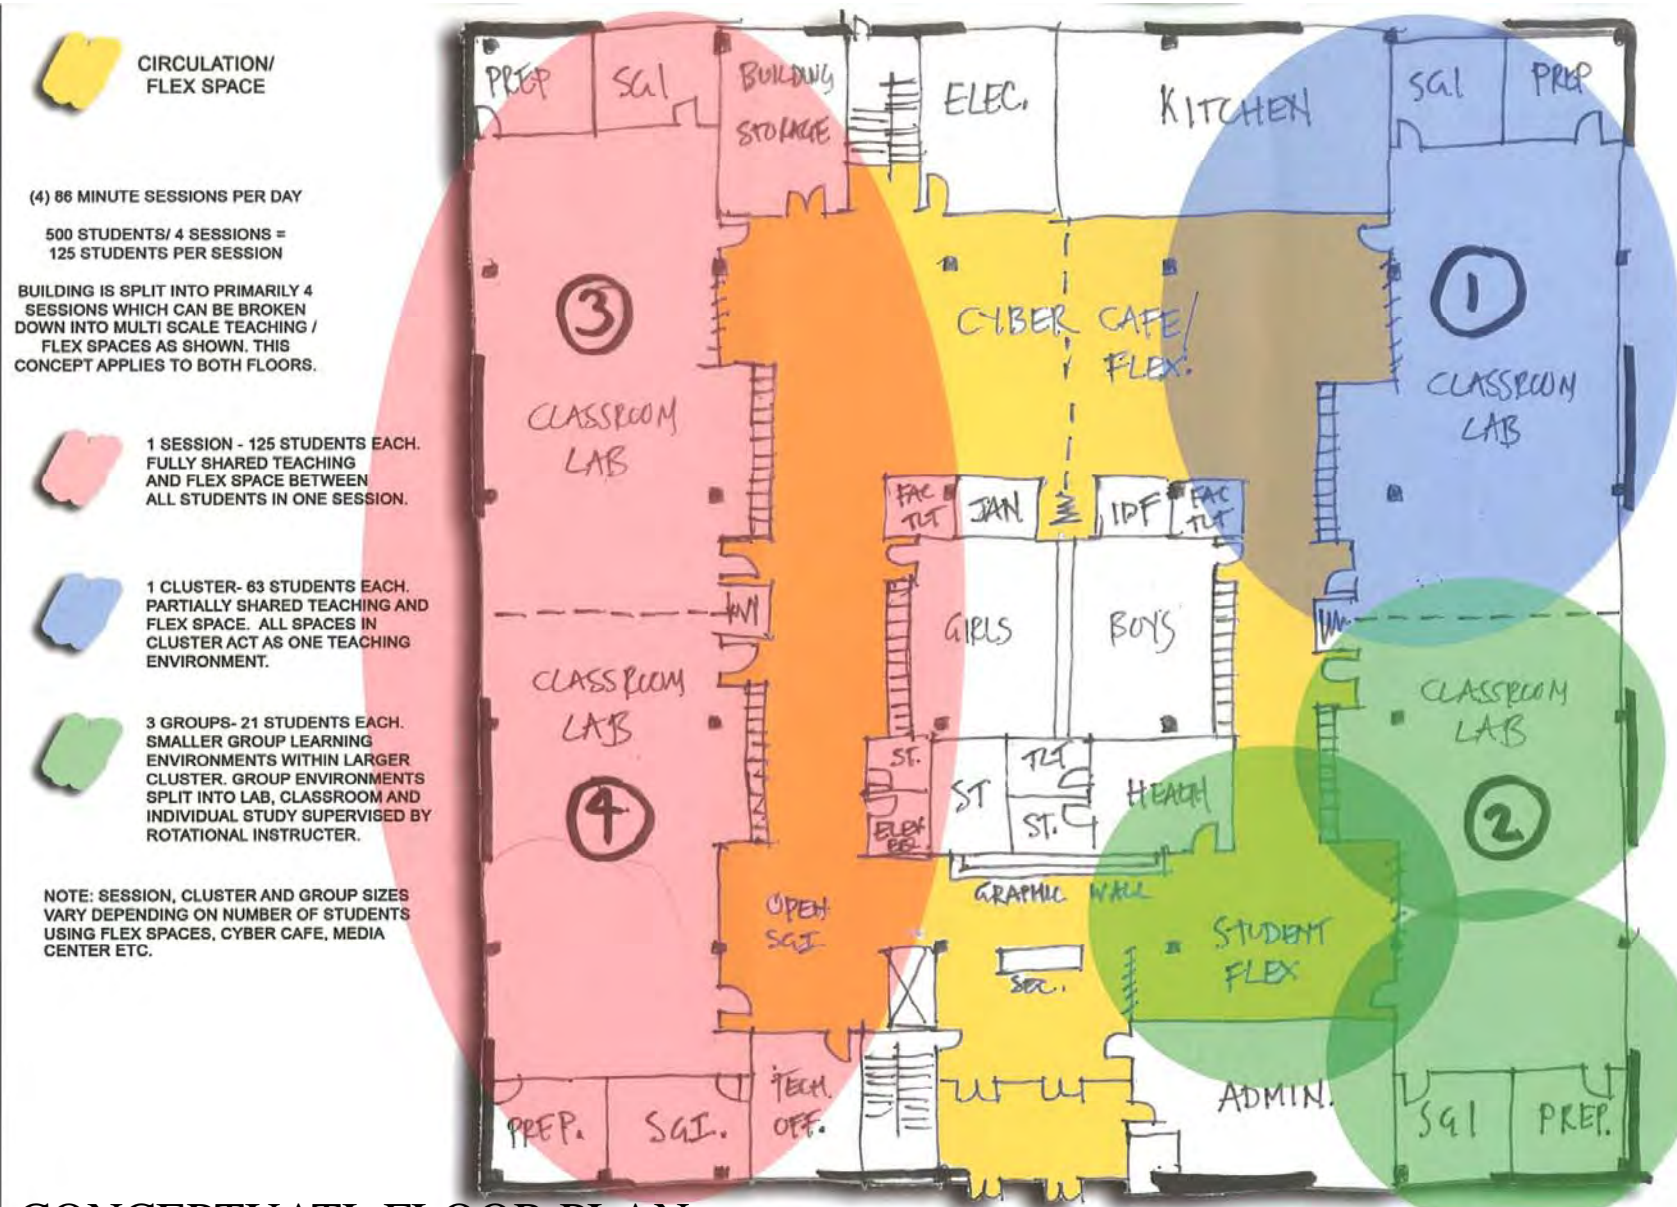 CIRCULATION/
FLEX SPACE
(4) 86 MINUTE SESSIONS PER DAY
500 STUDENTS/ 4 SESSIONS =
125 STUDENTS PER SESSION
BUILDING IS SPLIT INTO PRIMARILY 4
SESSIONS WHICH CAN BE BROKEN
DOWN INTO MULTI SCALE TEACHING /
FLEX SPACES AS SHOWN. THIS
CONCEPT APPLIES TO BOTH FLOORS.
1 SESSION - 125 STUDENTS EACH.
FULLY SHARED TEACHING
AND FLEX SPACE BETWEEN
ALL STUDENTS IN ONE SESSION.
1 CLUSTER- 63 STUDENTS EACH.
PARTIALLY SHARED TEACHING AND
FLEX SPACE. ALL SPACES IN
CLUSTER ACT AS ONE TEACHING
ENVIRONMENT.
3 GROUPS- 21 STUDENTS EACH.
SMALLER GROUP LEARNING
ENVIRONMENTS WITHIN LARGER
CLUSTER. GROUP ENVIRONMENTS
SPLIT INTO LAB, CLASSROOM AND
INDIVIDUAL STUDY SUPERVISED BY
ROTATIONAL INSTRUCTER.
NOTE: SESSION, CLUSTER AND GROUP SIZES
VARY DEPENDING ON NUMBER OF STUDENTS
USING FLEX SPACES, CYBER CAFE, MEDIA
CENTER ETC.
PREP
SGI
BUILDING
STORAGE
ELEC.
KITCHEN
SGI
PREP
3
CLASSROOM
LAB
CYBER CAFE/
FLEX.
1
CLASSROOM
LAB
FAC
TLT
JAN
IDF
FAC
TLT
GIRLS
BOYS
CLASSROOM
LAB
4
CLASSROOM
LAB
2
ST.
ELEV
ST
TLT
ST.
HEALTH
GRAPHIC WALL
OPEN
SGI
SEC.
STUDENT
FLEX
PREP.
SGI.
TECH.
OFF.
ADMIN.
SGI
PREP.
CONCEPTUATL FLOOR PLAN